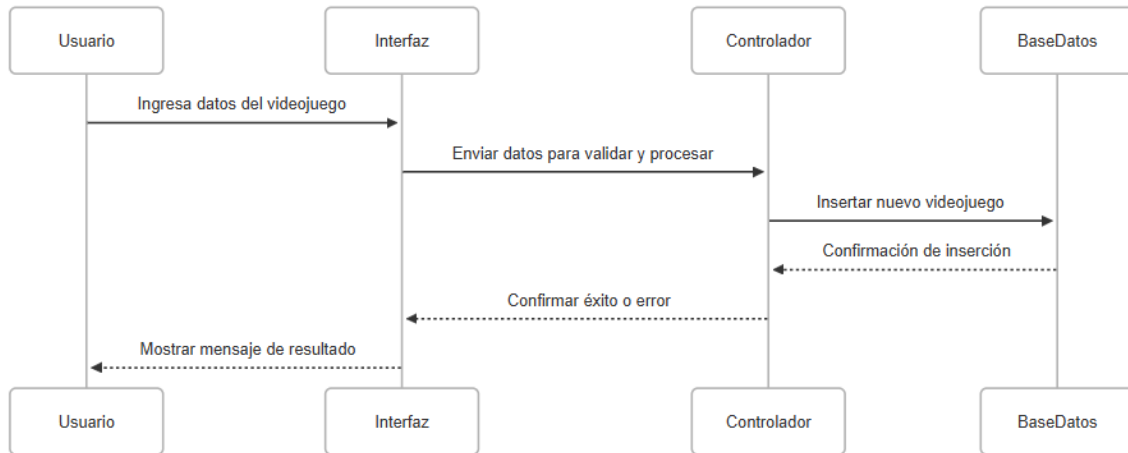 Usuario
Interfaz
Controlador
BaseDatos
Ingresa datos del videojuego
Enviar datos para validar y procesar
Insertar nuevo videojuego
Confirmación de inserción
Confirmar éxito o error
Mostrar mensaje de resultado
Usuario
Interfaz
Controlador
BaseDatos